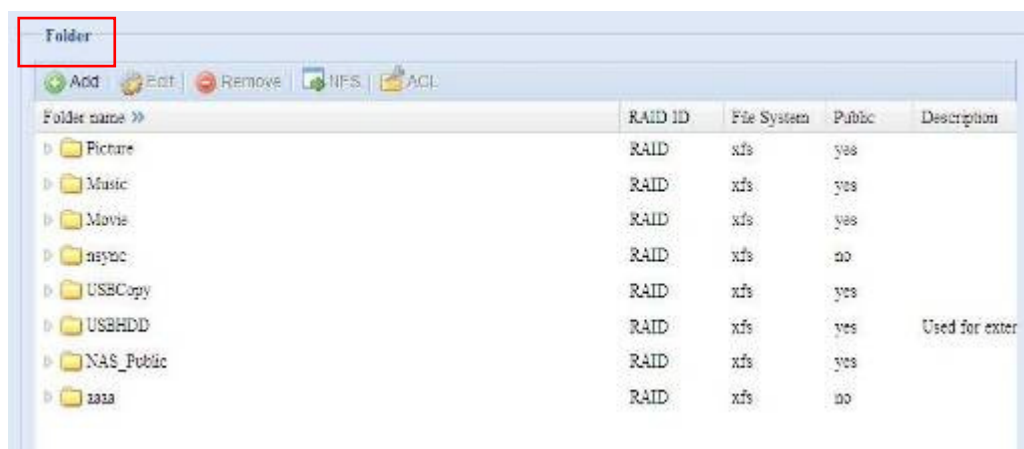 Folder
Add Edit Remove NFS ACL
Folder name » RAID ID File System Public Description
Picture RAID xfs yes
Music RAID xfs yes
Movie RAID xfs yes
nsync RAID xfs no
USBCopy RAID xfs yes
USBHDD RAID xfs yes Used for exter
NAS_Public RAID xfs yes
aaaa RAID xfs no